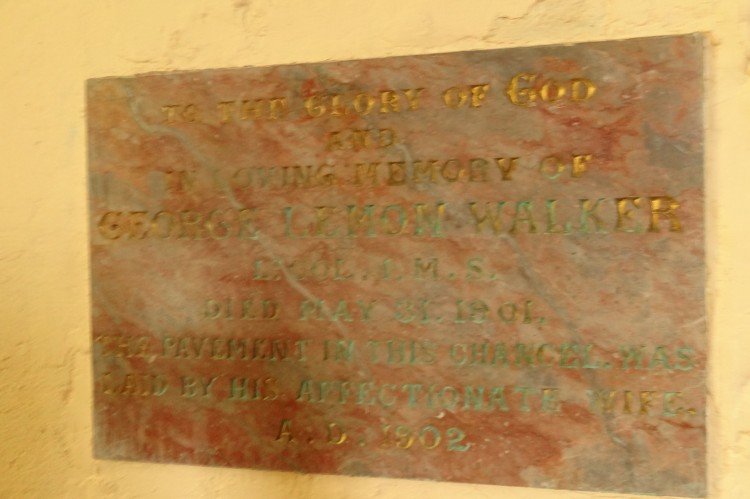 TO THE GLORY OF GOD
AND
IN LOVING MEMORY OF
GEORGE LEMON WALKER
LT. COL. I. M. S.
DIED MAY 31. 1901.
THE PAVEMENT IN THIS CHANCEL. WAS
LAID BY HIS AFFECTIONATE WIFE.
A. D. 1902